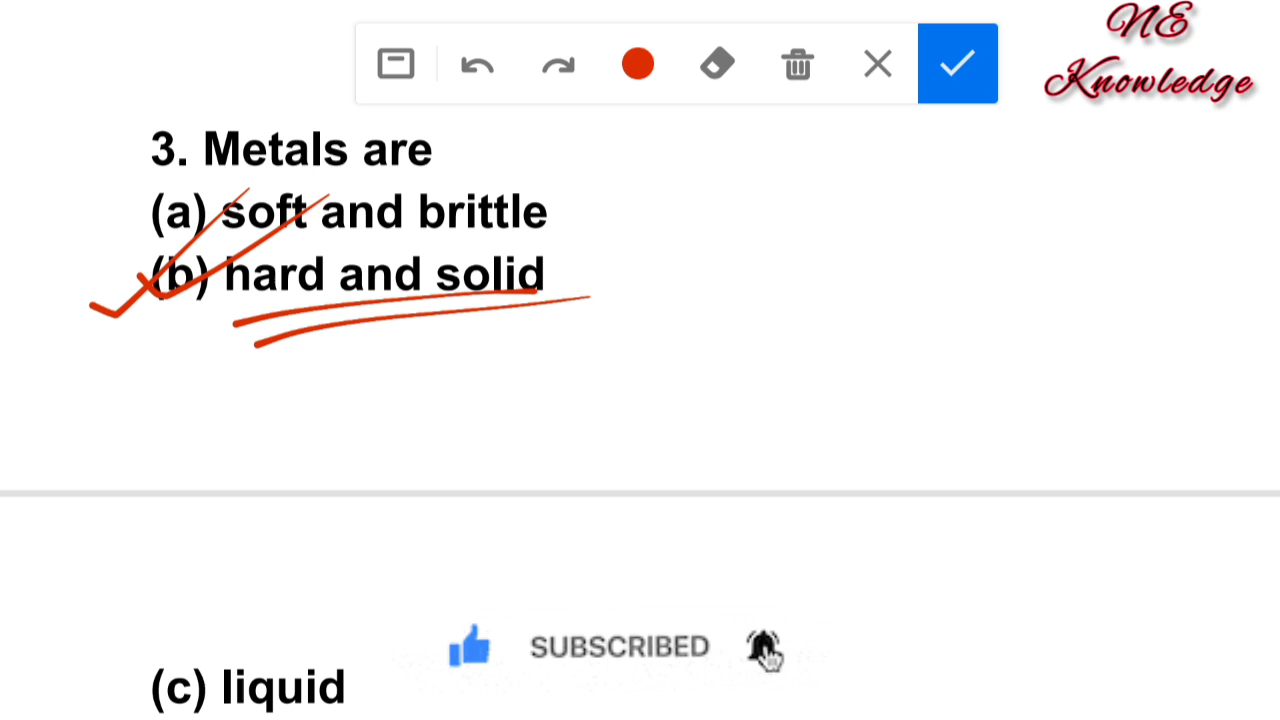 NE
Knowledge
3. Metals are
(a) soft and brittle
(b) hard and solid
SUBSCRIBED
(c) liquid